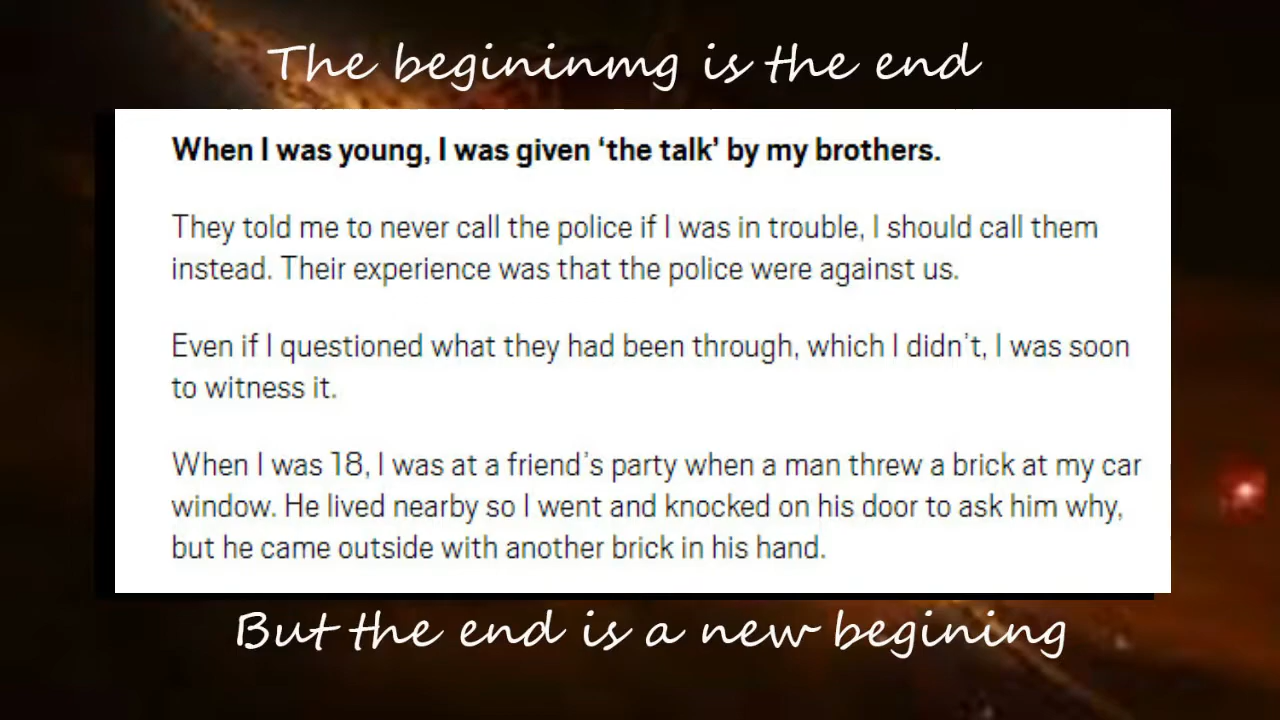 The begininmg is the end
When I was young, I was given ‘the talk’ by my brothers.
They told me to never call the police if I was in trouble, I should call them
instead. Their experience was that the police were against us.
Even if I questioned what they had been through, which I didn’t, I was soon
to witness it.
When I was 18, I was at a friend’s party when a man threw a brick at my car
window. He lived nearby so I went and knocked on his door to ask him why,
but he came outside with another brick in his hand.
But the end is a new begining